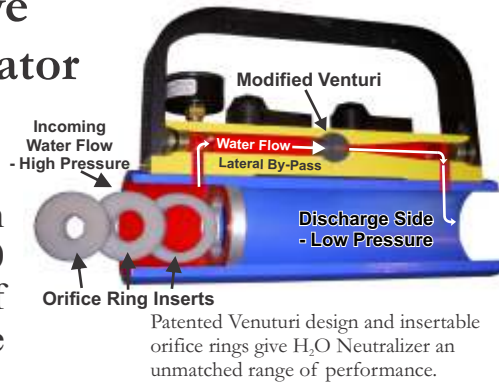 ve
ator
Modified Venturi
Incoming
Water Flow
- High Pressure
Water Flow
Lateral By-Pass
Discharge Side
- Low Pressure
n
)
f
e
Orifice Ring Inserts
Patented Venuturi design and insertable
orifice rings give H₂O Neutralizer an
unmatched range of performance.